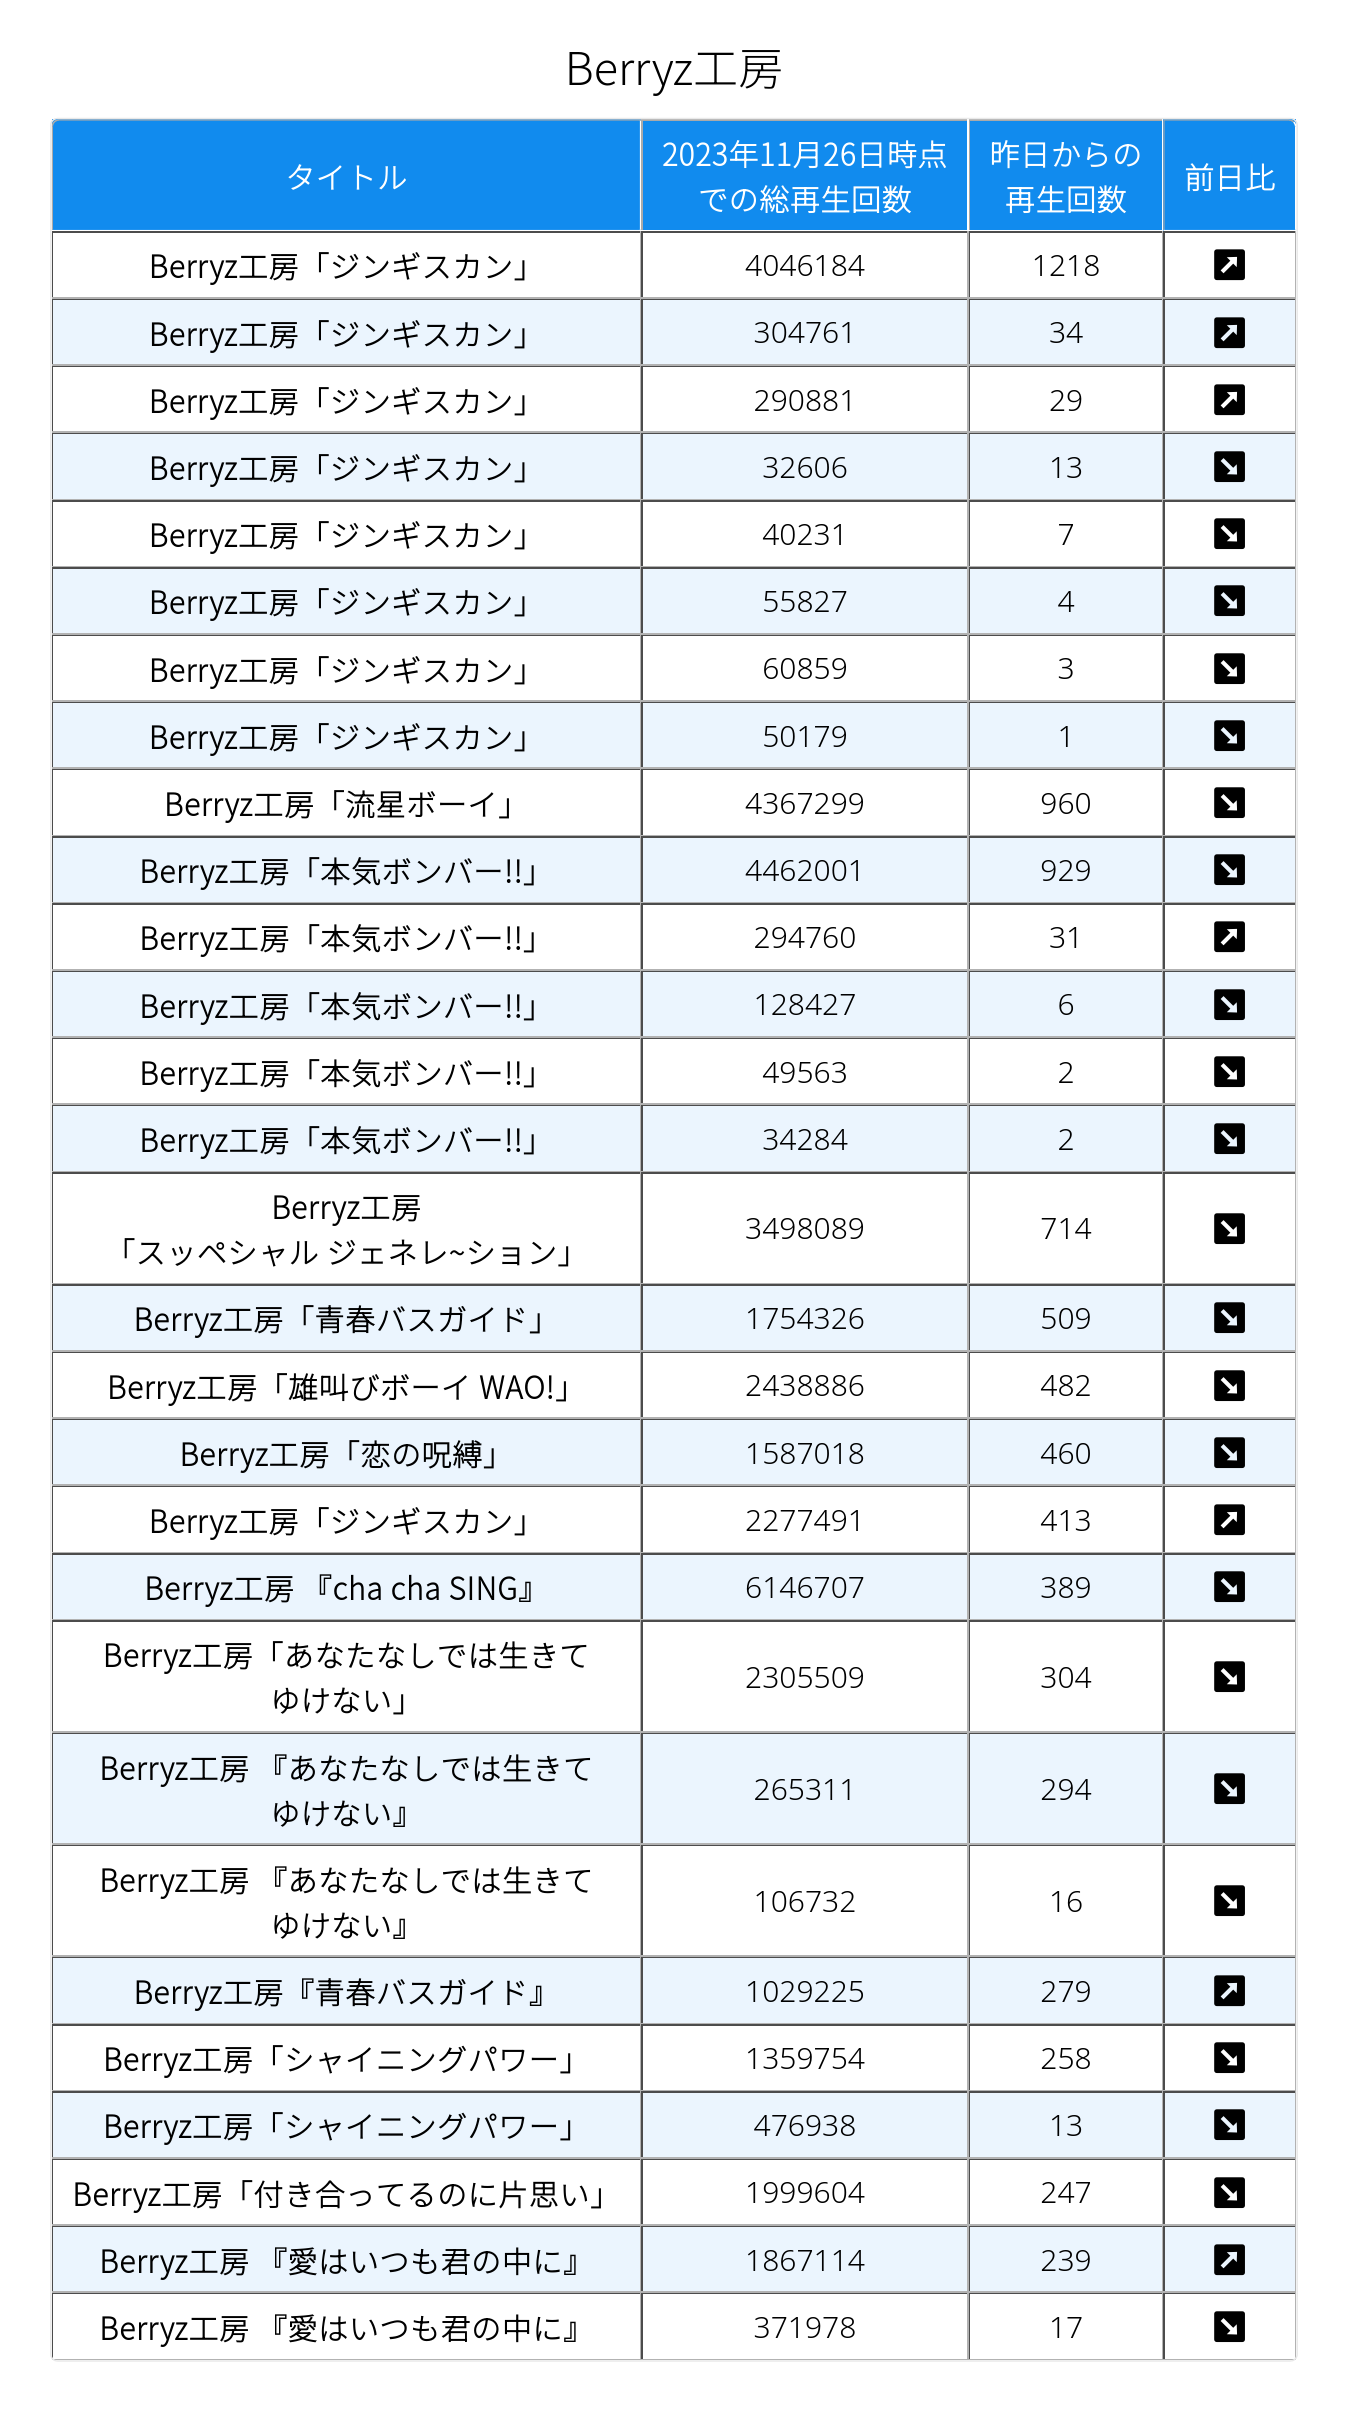 Berryz工房
タイトル 2023年11月26日時点 昨日からの 前日比
での総再生回数 再生回数
Berryz工房「ジンギスカン」 4046184 1218 ↗
Berryz工房「ジンギスカン」 304761 34 ↗
Berryz工房「ジンギスカン」 290881 29 ↗
Berryz工房「ジンギスカン」 32606 13 ↘
Berryz工房「ジンギスカン」 40231 7 ↘
Berryz工房「ジンギスカン」 55827 4 ↘
Berryz工房「ジンギスカン」 60859 3 ↘
Berryz工房「ジンギスカン」 50179 1 ↘
Berryz工房「流星ボーイ」 4367299 960 ↘
Berryz工房「本気ボンバー!!」 4462001 929 ↘
Berryz工房「本気ボンバー!!」 294760 31 ↗
Berryz工房「本気ボンバー!!」 128427 6 ↘
Berryz工房「本気ボンバー!!」 49563 2 ↘
Berryz工房「本気ボンバー!!」 34284 2 ↘
Berryz工房
「スッペシャル ジェネレ~ション」 3498089 714 ↘
Berryz工房「青春バスガイド」 1754326 509 ↘
Berryz工房「雄叫びボーイ WAO!」 2438886 482 ↘
Berryz工房「恋の呪縛」 1587018 460 ↘
Berryz工房「ジンギスカン」 2277491 413 ↗
Berryz工房 『cha cha SING』 6146707 389 ↘
Berryz工房「あなたなしでは生きて
ゆけない」 2305509 304 ↘
Berryz工房 『あなたなしでは生きて
ゆけない』 265311 294 ↘
Berryz工房 『あなたなしでは生きて
ゆけない』 106732 16 ↘
Berryz工房『青春バスガイド』 1029225 279 ↗
Berryz工房「シャイニングパワー」 1359754 258 ↘
Berryz工房「シャイニングパワー」 476938 13 ↘
Berryz工房「付き合ってるのに片思い」 1999604 247 ↘
Berryz工房 『愛はいつも君の中に』 1867114 239 ↗
Berryz工房 『愛はいつも君の中に』 371978 17 ↘